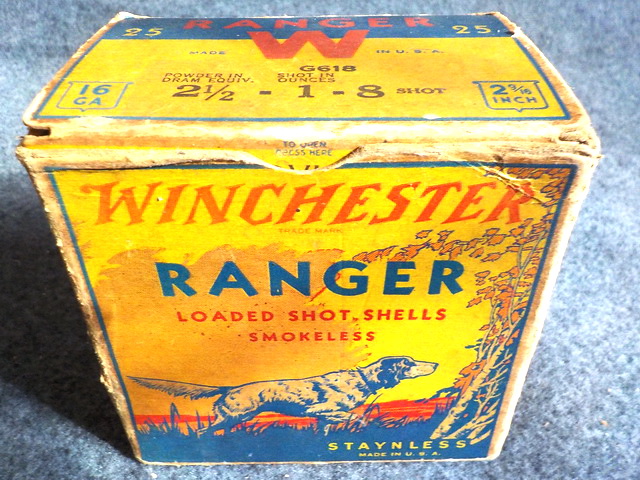 RANGER
25 W 25
MADE IN U.S.A.
G618
POWDER IN DRAM EQUIV. SHOT IN OUNCES
16 GA 2½ - 1 - 8 SHOT 2 9/16 INCH
TO OPEN
PRESS HERE
WINCHESTER
TRADE MARK
RANGER
LOADED SHOT SHELLS
SMOKELESS
STAYNLESS
MADE IN U.S.A.